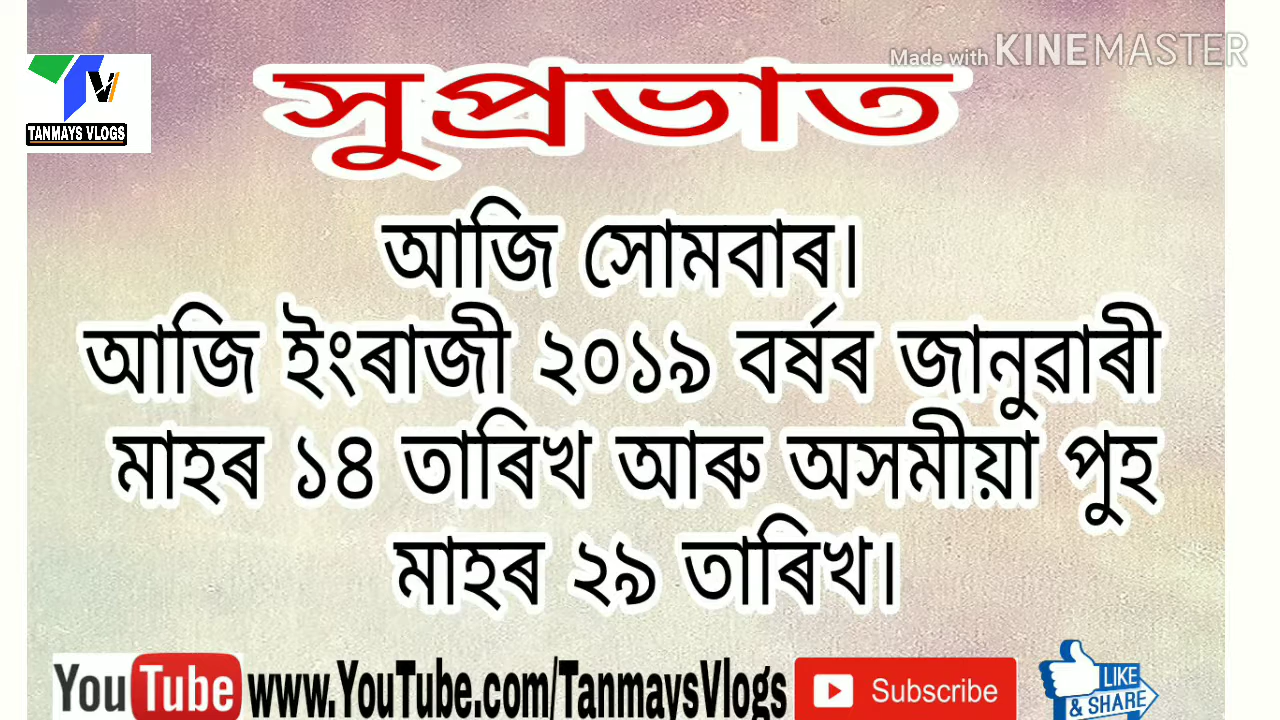 Made with KINEMASTER
TV
TANMAYS VLOGS
সুপ্ৰভাত
আজি সোমবাৰ।
আজি ইংৰাজী ২০১৯ বৰ্ষৰ জানুৱাৰী
মাহৰ ১৪ তাৰিখ আৰু অসমীয়া পুহ
মাহৰ ২৯ তাৰিখ।
YouTube www.YouTube.com/TanmaysVlogs Subscribe
LIKE
& SHARE